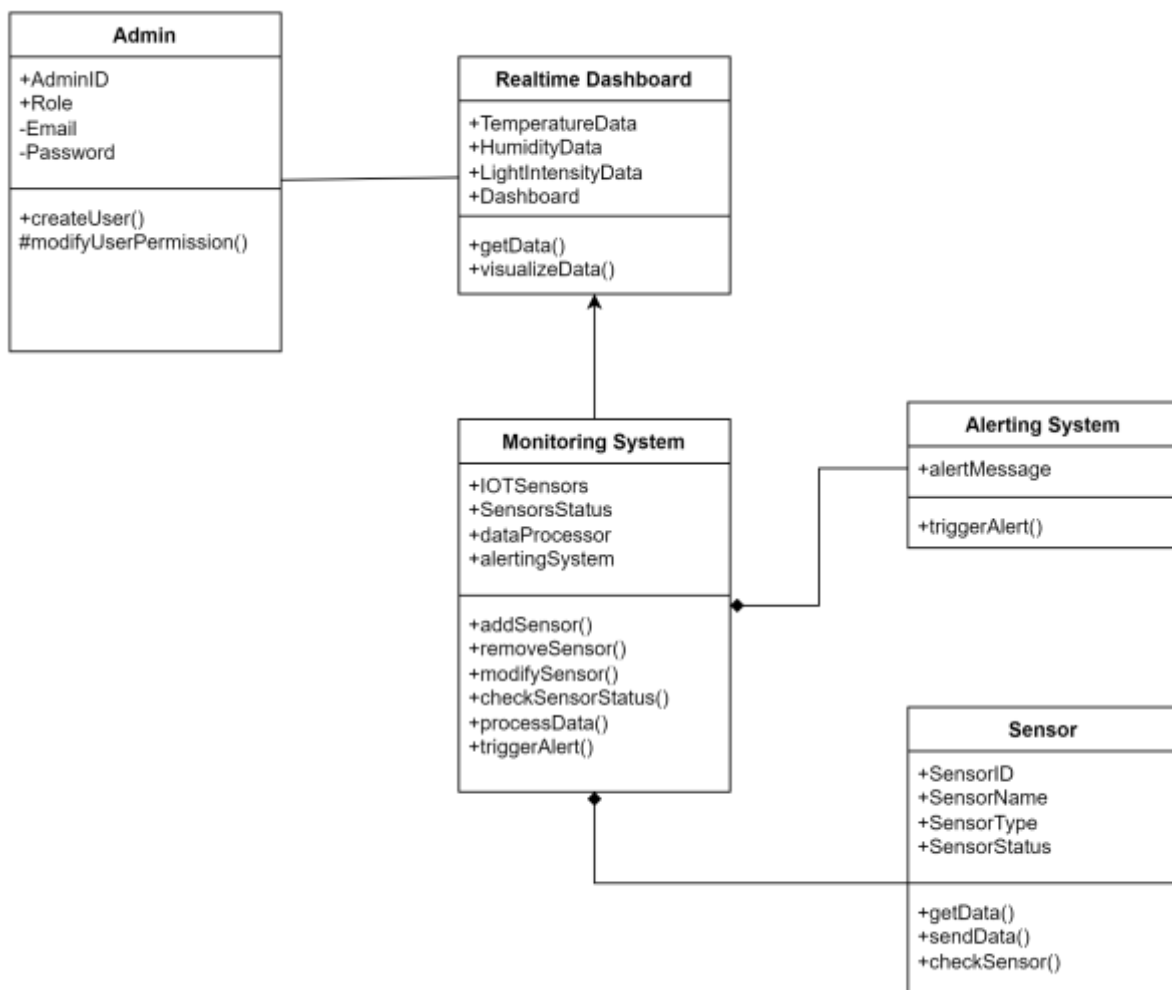 Admin
+AdminID
+Role
-Email
-Password
+createUser()
#modifyUserPermission()
Realtime Dashboard
+TemperatureData
+HumidityData
+LightIntensityData
+Dashboard
+getData()
+visualizeData()
Monitoring System
+IOTSensors
+SensorsStatus
+dataProcessor
+alertingSystem
+addSensor()
+removeSensor()
+modifySensor()
+checkSensorStatus()
+processData()
+triggerAlert()
Alerting System
+alertMessage
+triggerAlert()
Sensor
+SensorID
+SensorName
+SensorType
+SensorStatus
+getData()
+sendData()
+checkSensor()